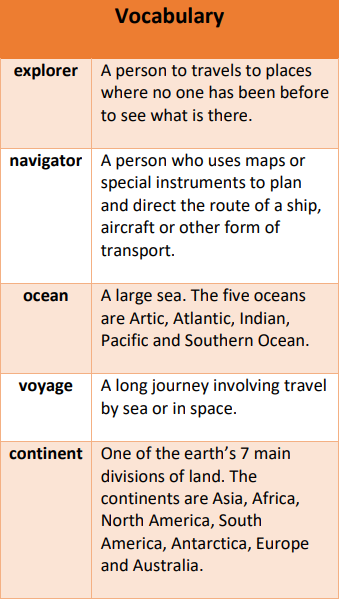 Vocabulary
explorer
A person to travels to places
where no one has been before
to see what is there.
navigator
A person who uses maps or
special instruments to plan
and direct the route of a ship,
aircraft or other form of
transport.
ocean
A large sea. The five oceans
are Artic, Atlantic, Indian,
Pacific and Southern Ocean.
voyage
A long journey involving travel
by sea or in space.
continent
One of the earth’s 7 main
divisions of land. The
continents are Asia, Africa,
North America, South
America, Antarctica, Europe
and Australia.